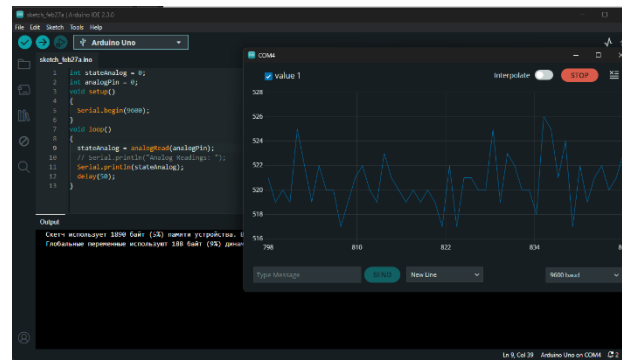 sketch_feb27a | Arduino IDE 2.3.0
File Edit Sketch Tools Help
Arduino Uno
sketch_feb27a.ino
1 int stateAnalog = 0;
2 int analogPin = 0;
3 void setup()
4 {
5 Serial.begin(9600);
6 }
7 void loop()
8 {
9 stateAnalog = analogRead(analogPin);
10 // Serial.println("Analog Readings: ");
11 Serial.println(stateAnalog);
12 delay(50);
13 }
COM4
value 1
Interpolate
STOP
528
526
524
522
520
518
516
798 810 822 834
Type Message
SEND
New Line
9600 baud
Output
Скетч использует 1890 байт (5%) памяти устройства.
Глобальные переменные используют 188 байт (9%)
Ln 9, Col 39 Arduino Uno on COM4 2